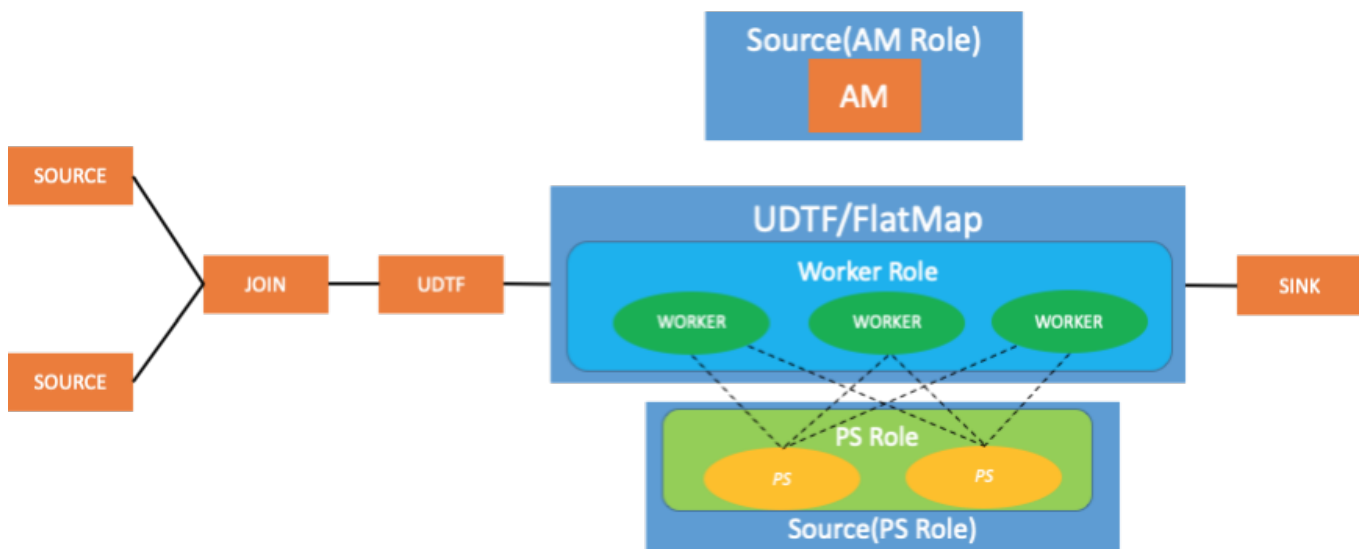 Source(AM Role)
AM
SOURCE
SOURCE
JOIN
UDTF
UDTF/FlatMap
Worker Role
WORKER
WORKER
WORKER
SINK
PS Role
PS
PS
Source(PS Role)